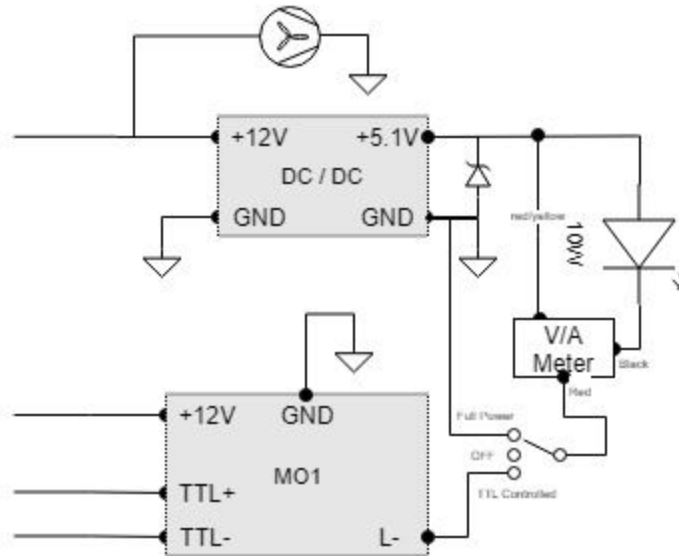 +12V
+5.1V
DC / DC
GND
GND
red/yellow
10W
V/A
Meter
Black
Red
+12V
GND
Full Power
MO1
OFF
TTL+
TTL Controlled
TTL-
L-